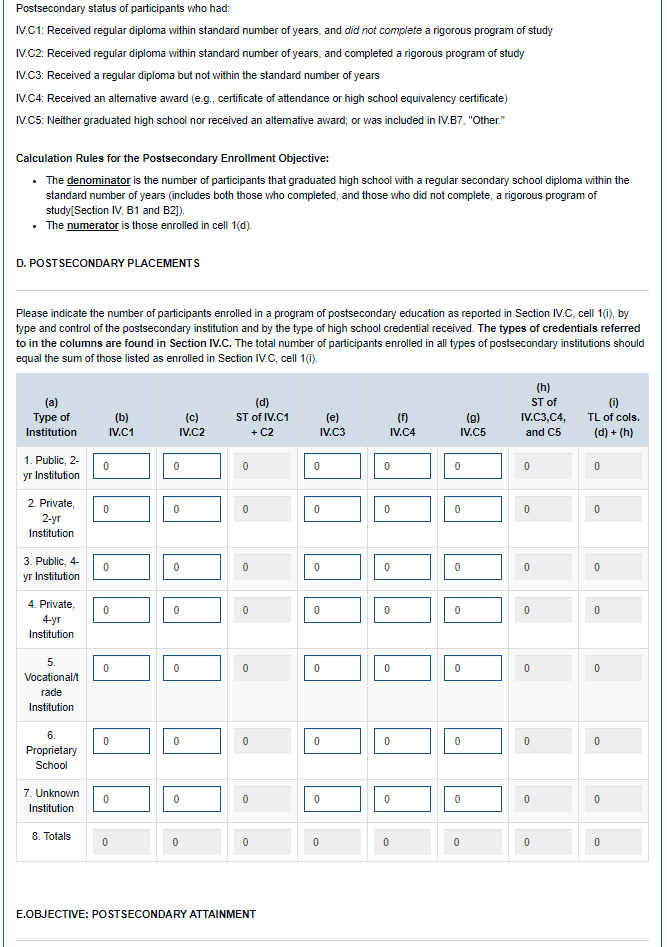 Postsecondary status of participants who had:
IV.C1: Received regular diploma within standard number of years, and did not complete a rigorous program of study
IV.C2: Received regular diploma within standard number of years, and completed a rigorous program of study
IV.C3: Received a regular diploma but not within the standard number of years
IV.C4: Received an alternative award (e.g., certificate of attendance or high school equivalency certificate)
IV.C5: Neither graduated high school nor received an alternative award; or was included in IV.B7, "Other."
Calculation Rules for the Postsecondary Enrollment Objective:
• The denominator is the number of participants that graduated high school with a regular secondary school diploma within the
standard number of years (includes both those who completed, and those who did not complete, a rigorous program of
study[Section IV, B1 and B2]).
• The numerator is those enrolled in cell 1(d).
D. POSTSECONDARY PLACEMENTS
Please indicate the number of participants enrolled in a program of postsecondary education as reported in Section IV.C, cell 1(i), by
type and control of the postsecondary institution and by the type of high school credential received. The types of credentials referred
to in the columns are found in Section IV.C. The total number of participants enrolled in all types of postsecondary institutions should
equal the sum of those listed as enrolled in Section IV.C, cell 1(i).
(a)
Type of
Institution
(b)
IV.C1
(c)
IV.C2
(d)
ST of IV.C1
+ C2
(e)
IV.C3
(f)
IV.C4
(g)
IV.C5
(h)
ST of
IV.C3,C4,
and C5
(i)
TL of cols.
(d) + (h)
1. Public, 2-
yr Institution
0 0 0 0 0 0 0 0
2. Private,
2-yr
Institution
0 0 0 0 0 0 0 0
3. Public, 4-
yr Institution
0 0 0 0 0 0 0 0
4. Private,
4-yr
Institution
0 0 0 0 0 0 0 0
5.
Vocational/t
rade
Institution
0 0 0 0 0 0 0 0
6.
Proprietary
School
0 0 0 0 0 0 0 0
7. Unknown
Institution
0 0 0 0 0 0 0 0
8. Totals
0 0 0 0 0 0 0 0
E.OBJECTIVE: POSTSECONDARY ATTAINMENT